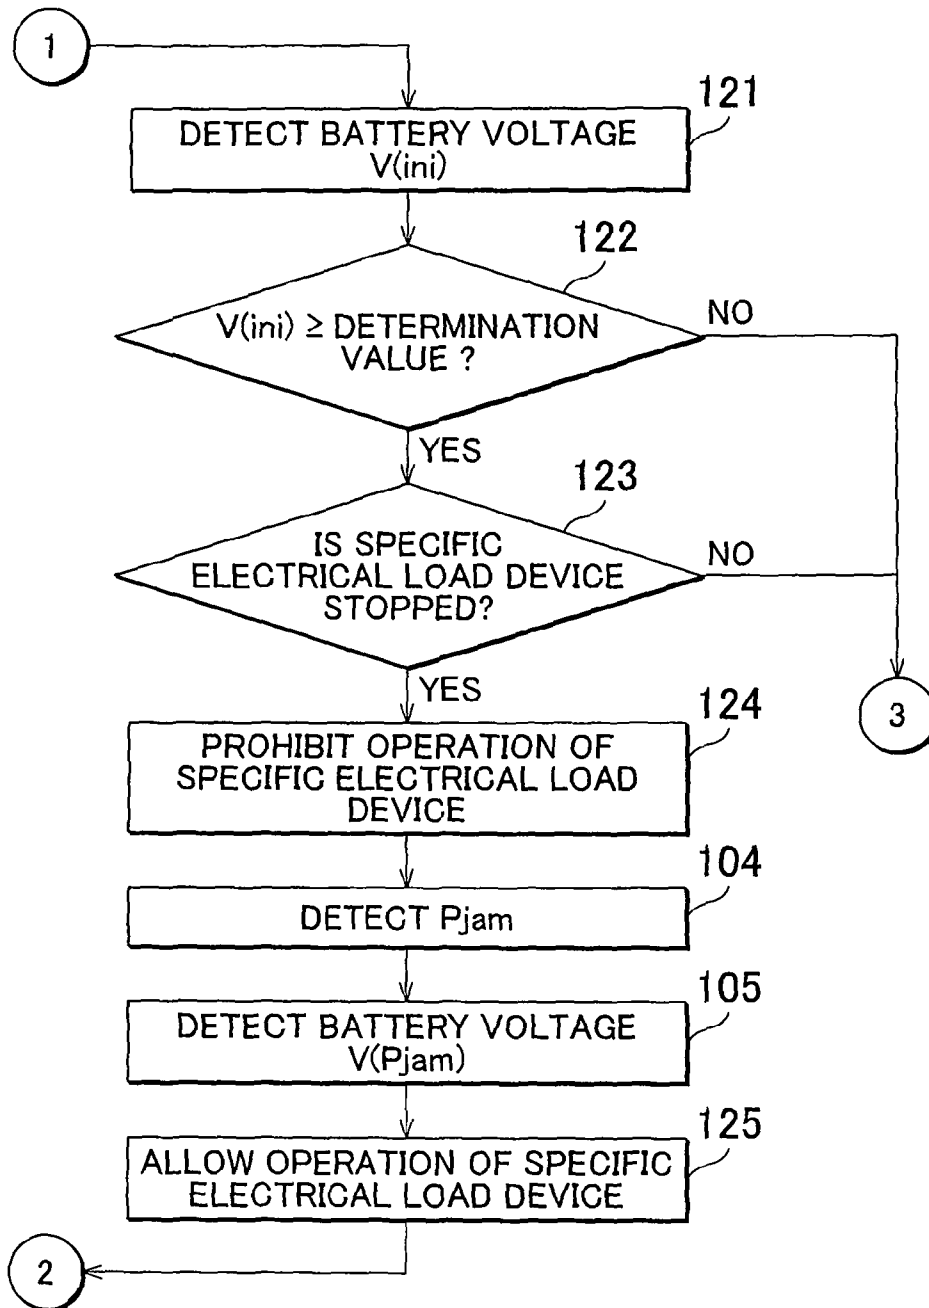 1
121
DETECT BATTERY VOLTAGE
V(ini)
122
V(ini) ≥ DETERMINATION
VALUE ?
NO
YES
123
IS SPECIFIC
ELECTRICAL LOAD DEVICE
STOPPED?
NO
YES
3
124
PROHIBIT OPERATION OF
SPECIFIC ELECTRICAL LOAD
DEVICE
104
DETECT Pjam
105
DETECT BATTERY VOLTAGE
V(Pjam)
125
ALLOW OPERATION OF SPECIFIC
ELECTRICAL LOAD DEVICE
2